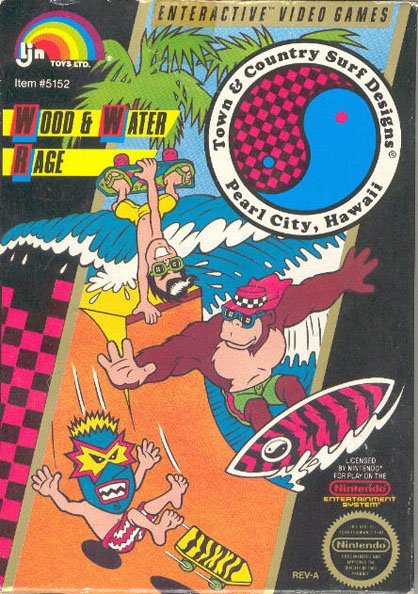 ENTERACTIVE™ VIDEO GAMES
ljn
TOYS LTD.
Item #5152
WOOD & WATER
RAGE
Town & Country Surf Designs®
Pearl City, Hawaii
LICENSED
BY NINTENDO®
FOR PLAY ON THE
Nintendo
ENTERTAINMENT
SYSTEM™
Nintendo
REV-A